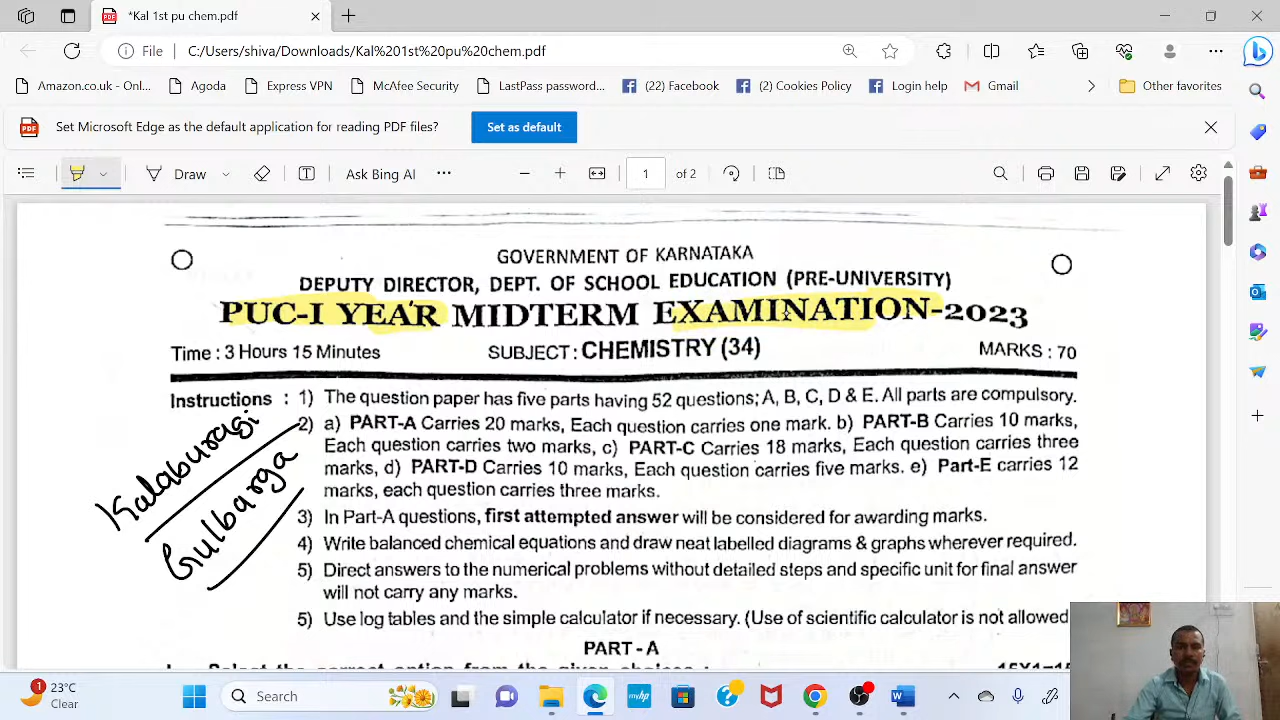 *Kal 1st pu chem.pdf
File
C:/Users/shiva/Downloads/Kal%201st%20pu%20chem.pdf
Amazon.co.uk - Onl...
Agoda
Express VPN
McAfee Security
LastPass password...
(22) Facebook
(2) Cookies Policy
Login help
Gmail
Other favorites
Set Microsoft Edge as the default application for reading PDF files?
Set as default
Draw
Ask Bing AI
1
of 2
GOVERNMENT OF KARNATAKA
DEPUTY DIRECTOR, DEPT. OF SCHOOL EDUCATION (PRE-UNIVERSITY)
PUC-I YEAR MIDTERM EXAMINATION-2023
Time : 3 Hours 15 Minutes
SUBJECT : CHEMISTRY (34)
MARKS : 70
Instructions : 1) The question paper has five parts having 52 questions; A, B, C, D & E. All parts are compulsory.
2) a) PART-A Carries 20 marks, Each question carries one mark. b) PART-B Carries 10 marks,
Each question carries two marks, c) PART-C Carries 18 marks, Each question carries three
marks, d) PART-D Carries 10 marks, Each question carries five marks. e) Part-E carries 12
marks, each question carries three marks.
3) In Part-A questions, first attempted answer will be considered for awarding marks.
4) Write balanced chemical equations and draw neat labelled diagrams & graphs wherever required.
5) Direct answers to the numerical problems without detailed steps and specific unit for final answer
will not carry any marks.
5) Use log tables and the simple calculator if necessary. (Use of scientific calculator is not allowed
Kalaburagi
Gulbarga
PART - A
I. Select the correct option from the given choices :
15X1=15
1
23°C
Clear
Search